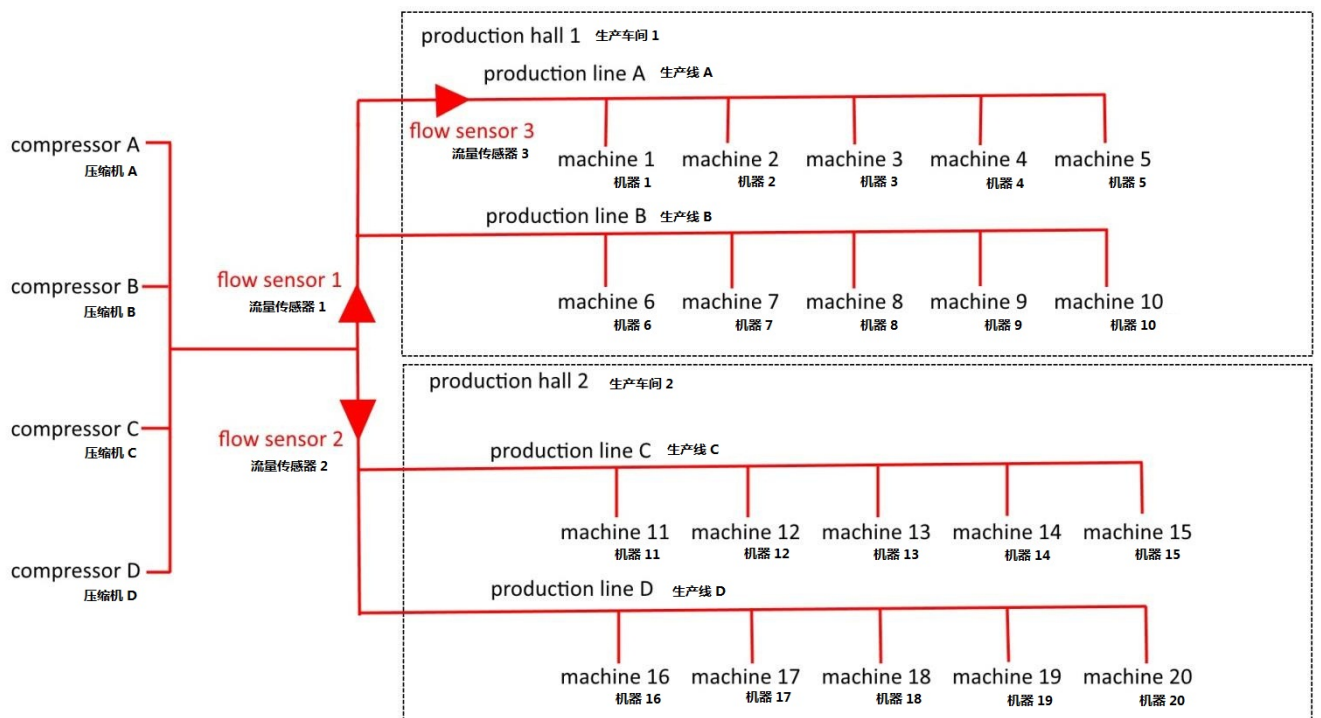 production hall 1 生产车间 1
production line A 生产线 A
flow sensor 3
流量传感器 3
compressor A
压缩机 A
machine 1 machine 2 machine 3 machine 4 machine 5
机器 1 机器 2 机器 3 机器 4 机器 5
production line B 生产线 B
flow sensor 1
流量传感器 1
compressor B
压缩机 B
machine 6 machine 7 machine 8 machine 9 machine 10
机器 6 机器 7 机器 8 机器 9 机器 10
production hall 2 生产车间 2
compressor C
压缩机 C
flow sensor 2
流量传感器 2
production line C 生产线 C
machine 11 machine 12 machine 13 machine 14 machine 15
机器 11 机器 12 机器 13 机器 14 机器 15
compressor D
压缩机 D
production line D 生产线 D
machine 16 machine 17 machine 18 machine 19 machine 20
机器 16 机器 17 机器 18 机器 19 机器 20